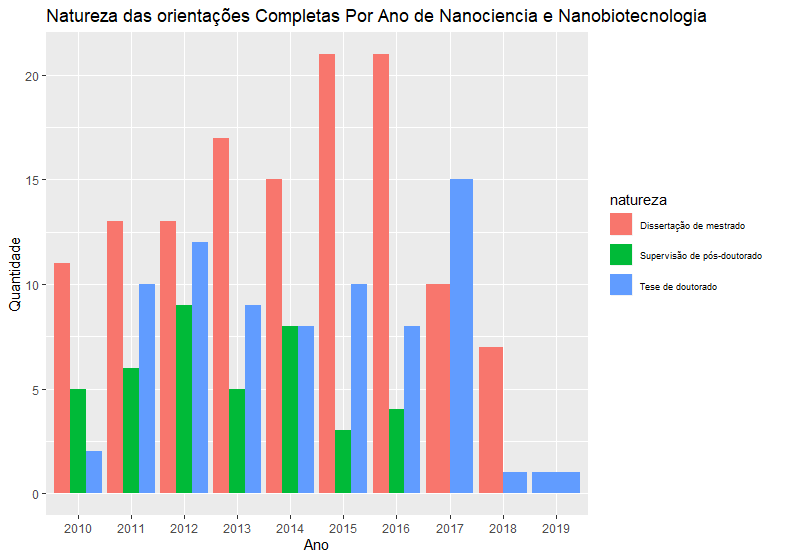 Natureza das orientações Completas Por Ano de Nanociencia e Nanobiotecnologia
Quantidade
20
15
10
5
0
2010 2011 2012 2013 2014 2015 2016 2017 2018 2019
Ano
natureza
Dissertação de mestrado
Supervisão de pós-doutorado
Tese de doutorado